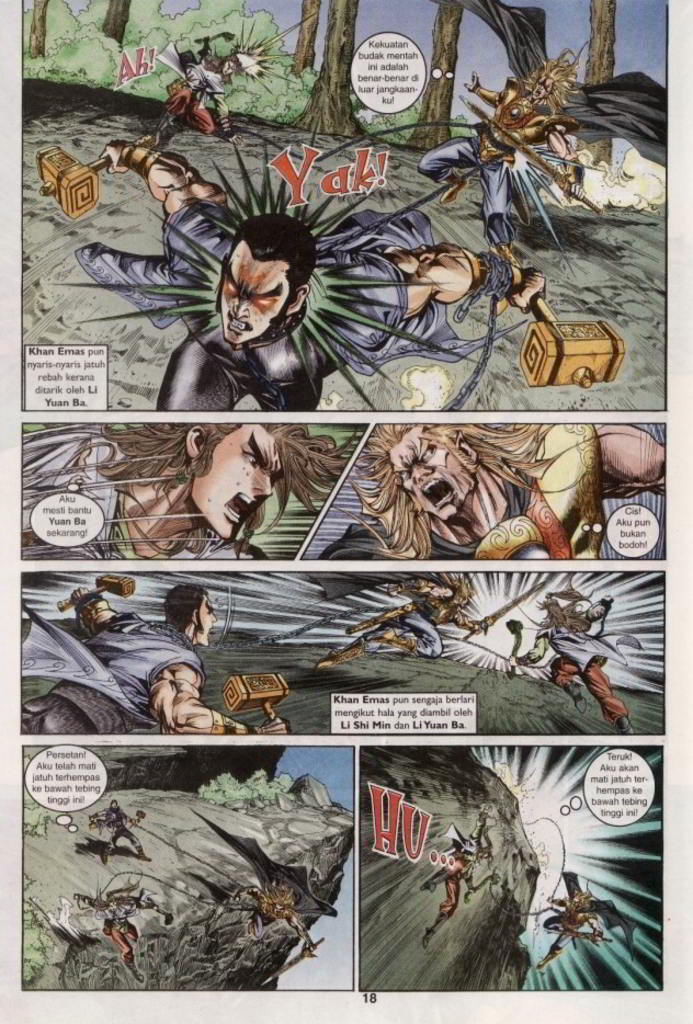 Ah!
Kekuatan
budak mentah
ini adalah
benar-benar di
luar jangkaan-
ku!
Yak!
Khan Emas pun
nyaris-nyaris jatuh
rebah kerana
ditarik oleh Li
Yuan Ba.
Aku
mesti bantu
Yuan Ba
sekarang!
Cis!
Aku pun
bukan
bodoh!
Khan Emas pun sengaja berlari
mengikut hala yang diambil oleh
Li Shi Min dan Li Yuan Ba.
Persetan!
Aku telah mati
jatuh terhempas
ke bawah tebing
tinggi ini!
HU...
Teruk!
Aku akan
mati jatuh ter-
hempas ke
bawah tebing
tinggi ini!
18